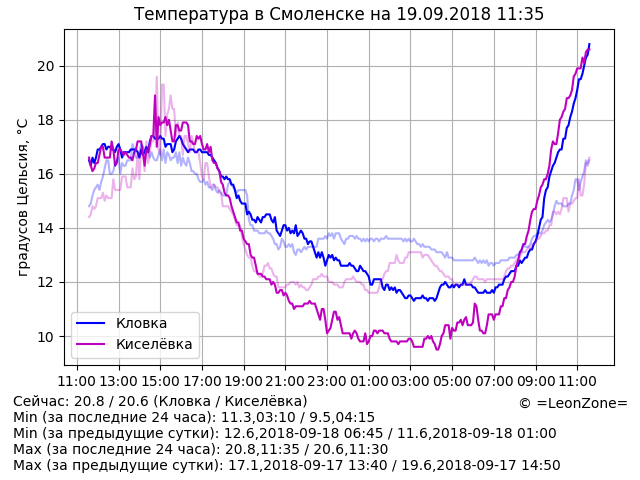 Температура в Смоленске на 19.09.2018 11:35
градусов Цельсия, °C
20
18
16
14
12
10
Кловка
Киселёвка
11:00 13:00 15:00 17:00 19:00 21:00 23:00 01:00 03:00 05:00 07:00 09:00 11:00
Сейчас: 20.8 / 20.6 (Кловка / Киселёвка)
© =LeonZone=
Min (за последние 24 часа): 11.3,03:10 / 9.5,04:15
Min (за предыдущие сутки): 12.6,2018-09-18 06:45 / 11.6,2018-09-18 01:00
Max (за последние 24 часа): 20.8,11:35 / 20.6,11:30
Max (за предыдущие сутки): 17.1,2018-09-17 13:40 / 19.6,2018-09-17 14:50